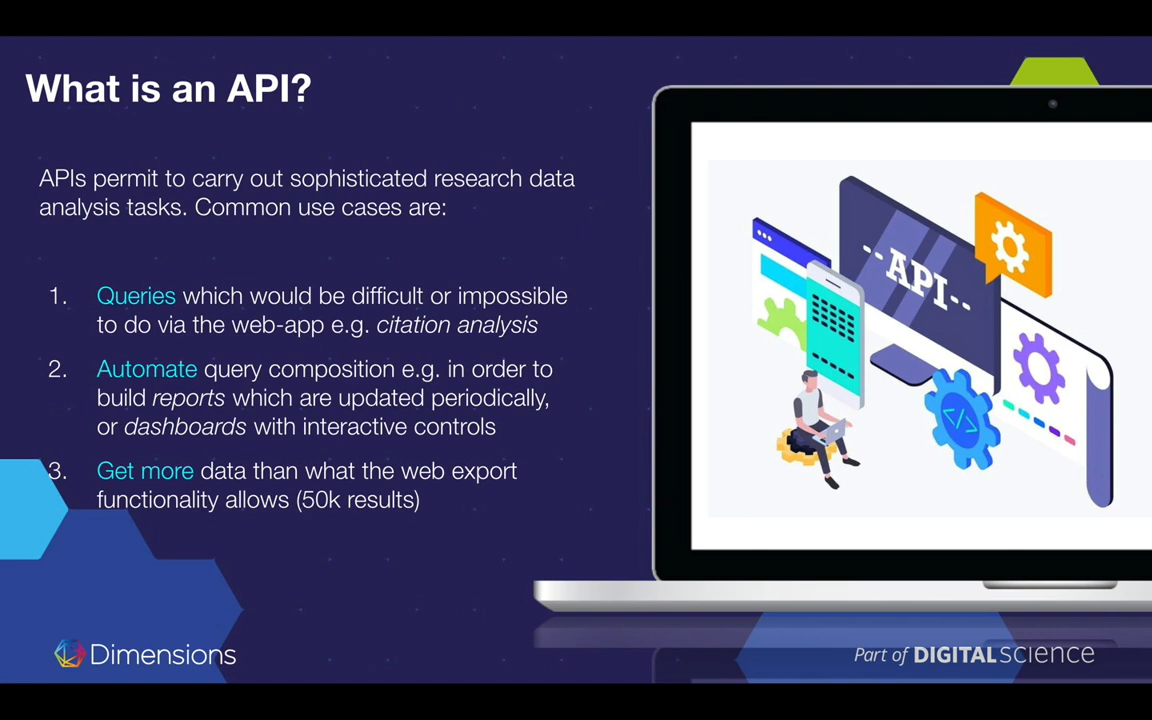 What is an API?
APIs permit to carry out sophisticated research data
analysis tasks. Common use cases are:
1. Queries which would be difficult or impossible
to do via the web-app e.g. citation analysis
2. Automate query composition e.g. in order to
build reports which are updated periodically,
or dashboards with interactive controls
3. Get more data than what the web export
functionality allows (50k results)
--API--
</>
Dimensions
Part of DIGITALSCIENCE